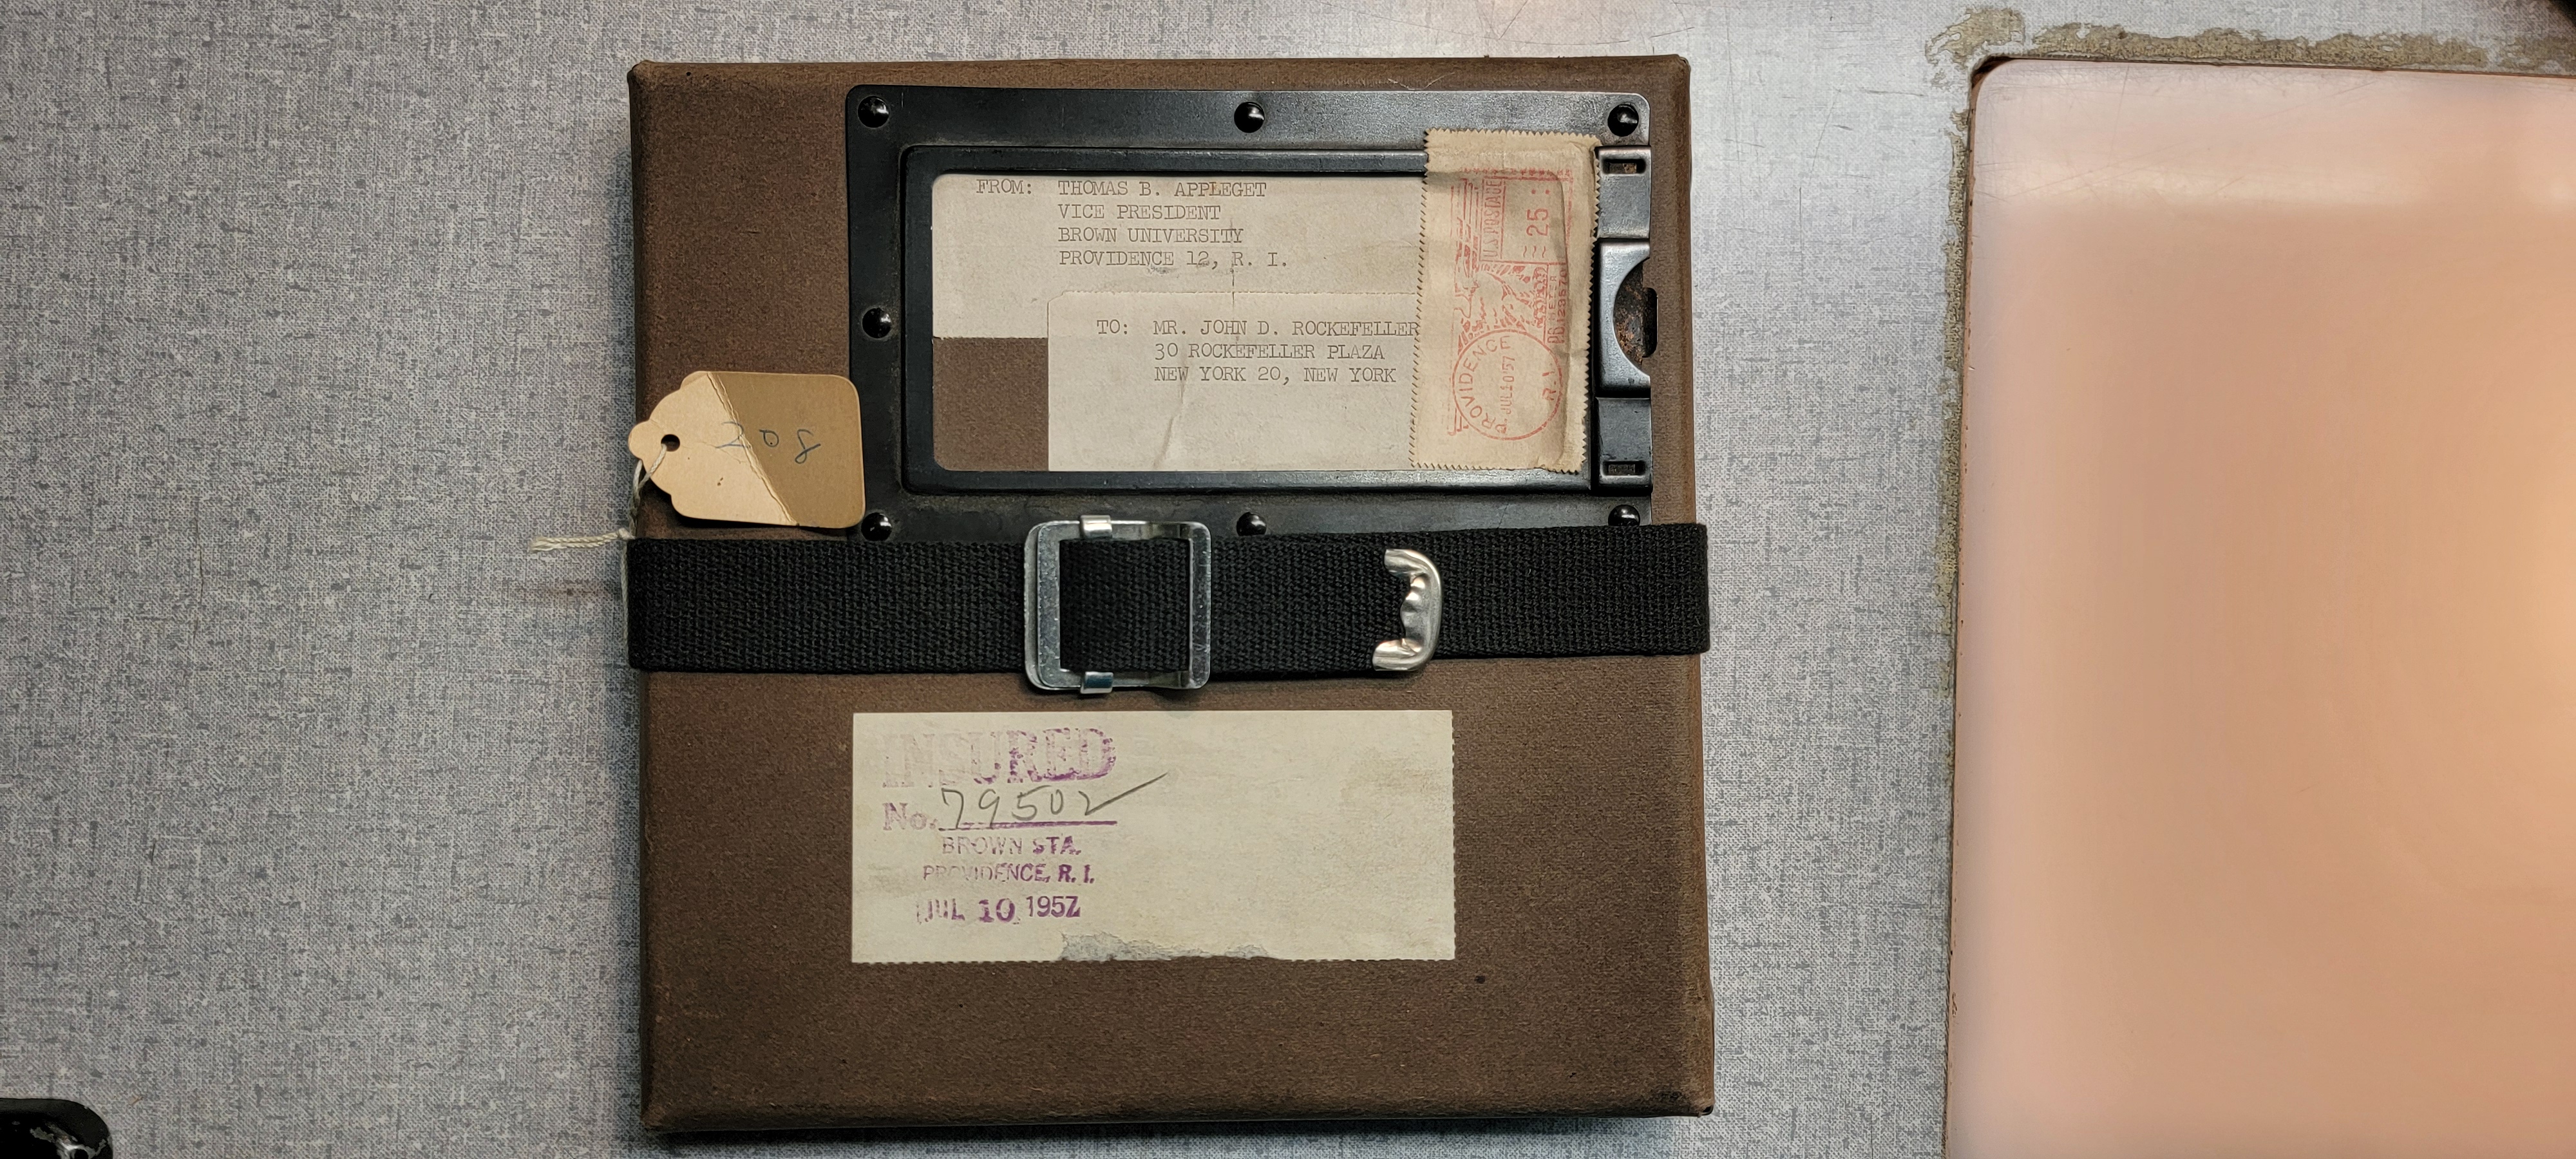 208
FROM: THOMAS B. APPLEGET
VICE PRESIDENT
BROWN UNIVERSITY
PROVIDENCE 12, R. I.
TO: MR. JOHN D. ROCKEFELLER
30 ROCKEFELLER PLAZA
NEW YORK 20, NEW YORK
PROVIDENCE
JUL 10 '57
R.I.
U.S. POSTAGE
25
PB. METER
INSURED
No. 79502
BROWN STA.
PROVIDENCE, R. I.
JUL 10 1957